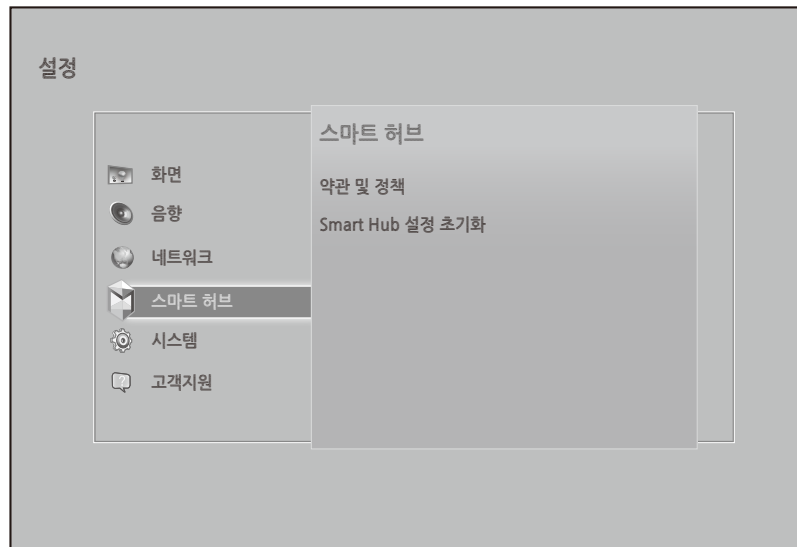 설정
화면
음향
네트워크
스마트 허브
시스템
고객지원
스마트 허브
약관 및 정책
Smart Hub 설정 초기화